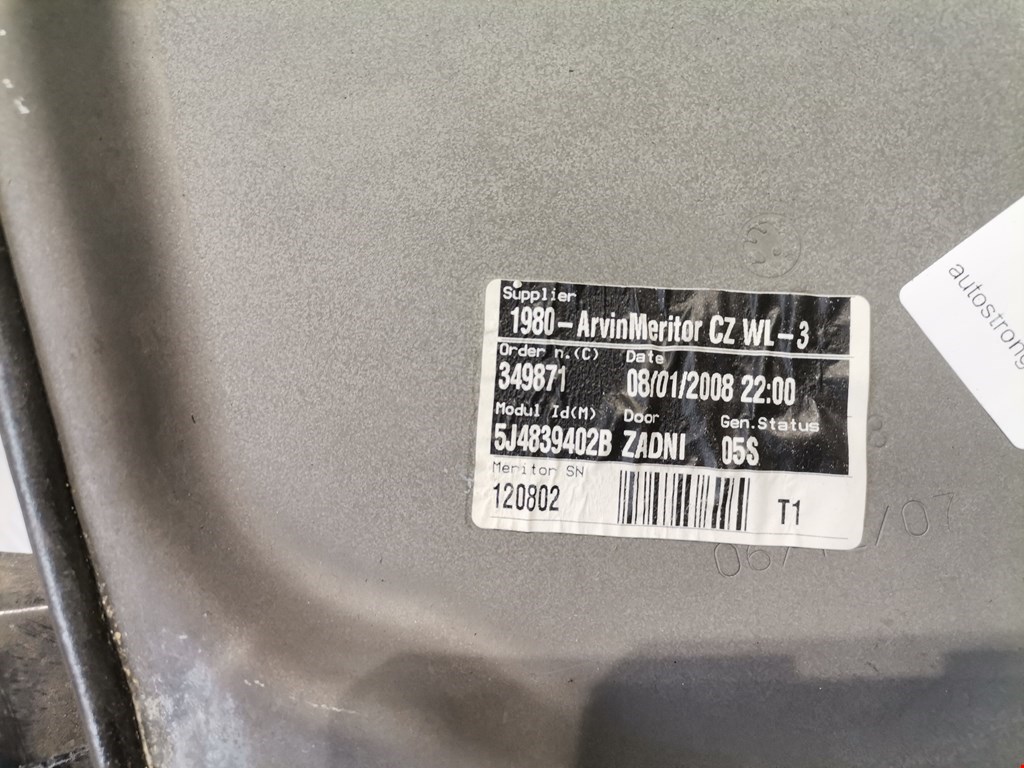 Supplier
1980-ArvinMeritor CZ WL-3
Order n.(C) Date
349871 08/01/2008 22:00
Modul Id(M) Door Gen.Status
5J4839402B ZADNI 05S
Meritor SN
120802 T1
autostrong